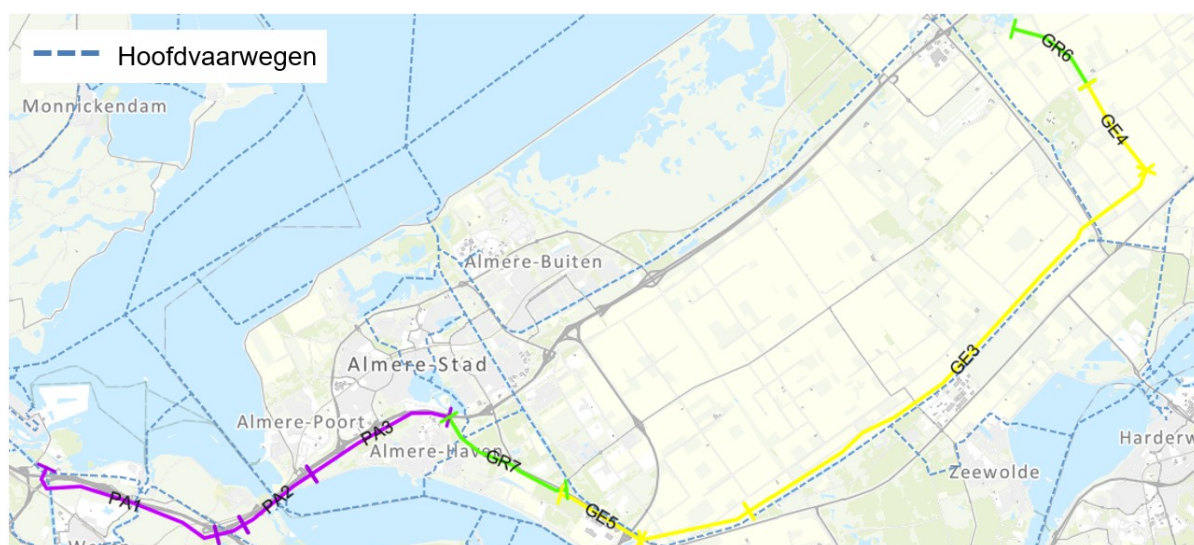 Hoofdvaarwegen
GR6
Monnickendam
GE4
Almere-Buiten
Almere-Stad
GE3
Almere-Poort
PA3
Almere-Have
GR7
Harderw
Zeewolde
PA1
PA2
GE5